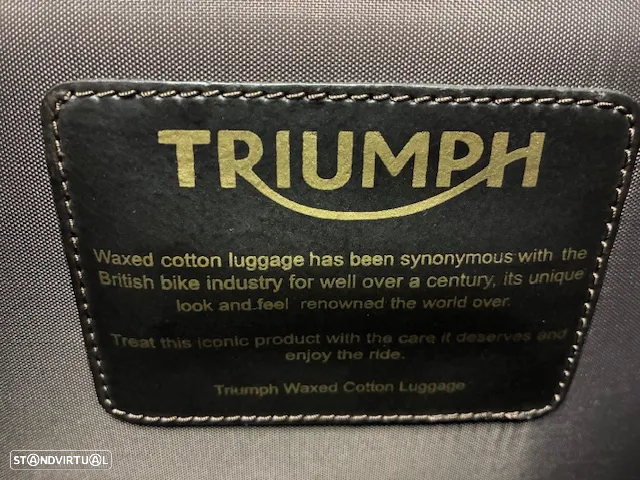 TRIUMPH
Waxed cotton luggage has been synonymous with the
British bike industry for well over a century, its unique
look and feel renowned the world over.
Treat this iconic product with the care it deserves and
enjoy the ride.
Triumph Waxed Cotton Luggage
STANDVIRTUAL